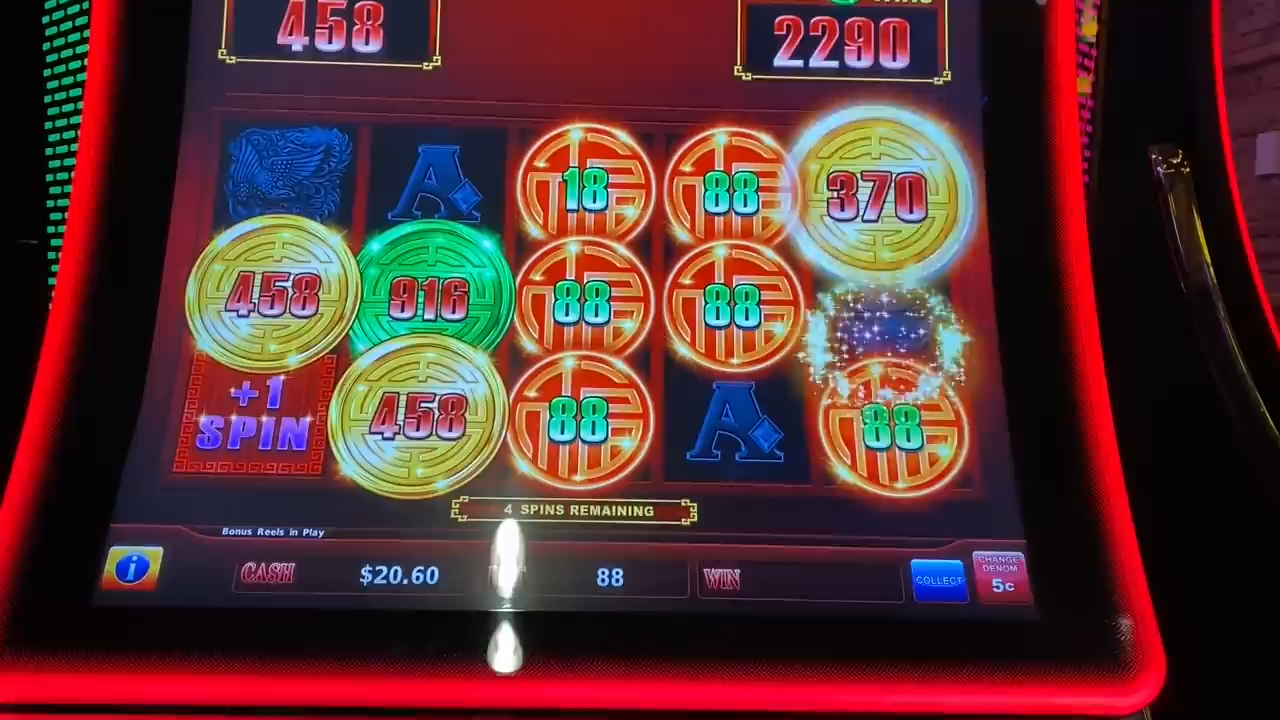 458
2290
A
18
88
370
458
916
88
88
+1
SPIN
458
88
A
88
4 SPINS REMAINING
Bonus Reels in Play
i
CASH
$20.60
88
WIN
COLLECT
CHANGE
DENOM
5¢